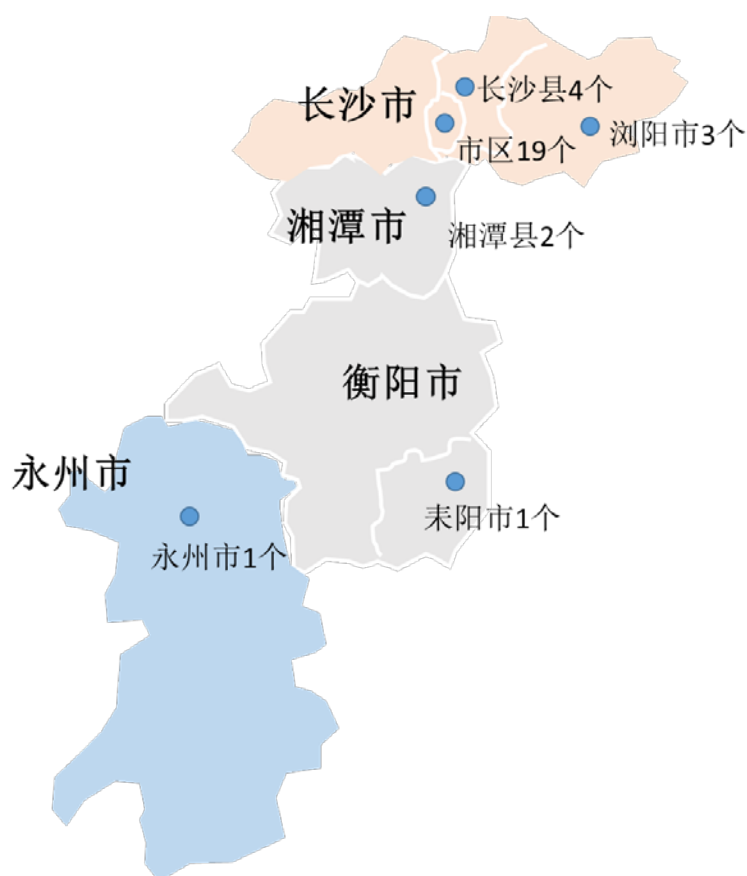 长沙县4个
长沙市
浏阳市3个
市区19个
湘潭市
湘潭县2个
衡阳市
永州市
耒阳市1个
永州市1个